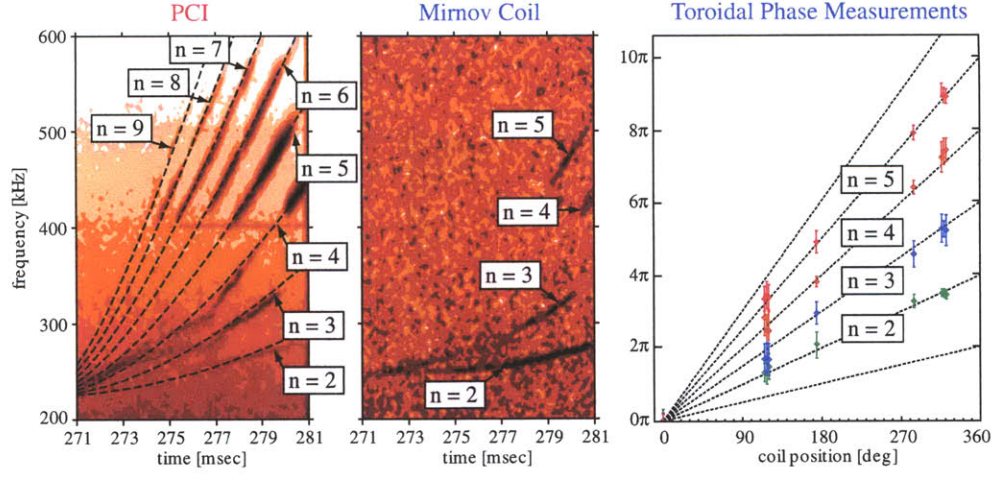 PCI
Mirnov Coil
Toroidal Phase Measurements
600
500
400
300
200
frequency [kHz]
n = 7
n = 8
n = 9
n = 6
n = 5
n = 4
n = 3
n = 2
271 273 275 277 279 281
time [msec]
n = 5
n = 4
n = 3
n = 2
271 273 275 277 279 281
time [msec]
10π
8π
6π
4π
2π
0π
n = 5
n = 4
n = 3
n = 2
0 90 180 270 360
coil position [deg]